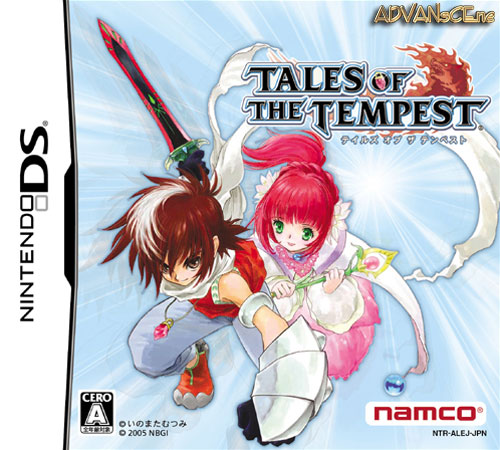 ADVANsCEne
TALES OF
THE TEMPEST
テイルズ オブ ザ テンペスト
NINTENDO DS
CERO
A
全年齢対象
©いのまたむつみ
© 2005 NBGI
namco®
NTR-ALEJ-JPN